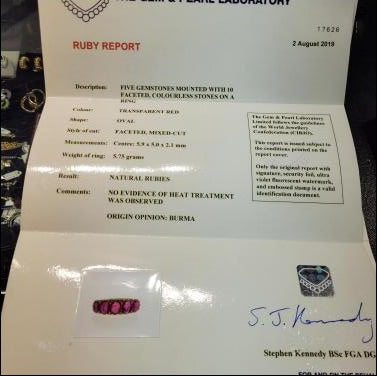 THE GEM & PEARL LABORATORY
17626
RUBY REPORT
2 August 2019
Description: FIVE GEMSTONES MOUNTED WITH 10
FACETED, COLOURLESS STONES ON A
RING
Colour: TRANSPARENT RED
Shape: OVAL
Style of cut: FACETED, MIXED-CUT
Measurements: Centre: 5.9 x 5.0 x 2.1 mm
Weight of ring: 5.75 grams
Result: NATURAL RUBIES
Comments: NO EVIDENCE OF HEAT TREATMENT
WAS OBSERVED
ORIGIN OPINION: BURMA
The Gem & Pearl Laboratory
Limited follows the guidelines
of the World Jewellery
Confederation (CIBJO).
This report is issued subject to
the conditions printed on the
report cover.
Only the original report with
signature, security foil, ultra
violet fluorescent watermark,
and embossed stamp is a valid
identification document.
S. J. Kennedy
Stephen Kennedy BSc FGA DG
FOR AND ON THE BEHAL